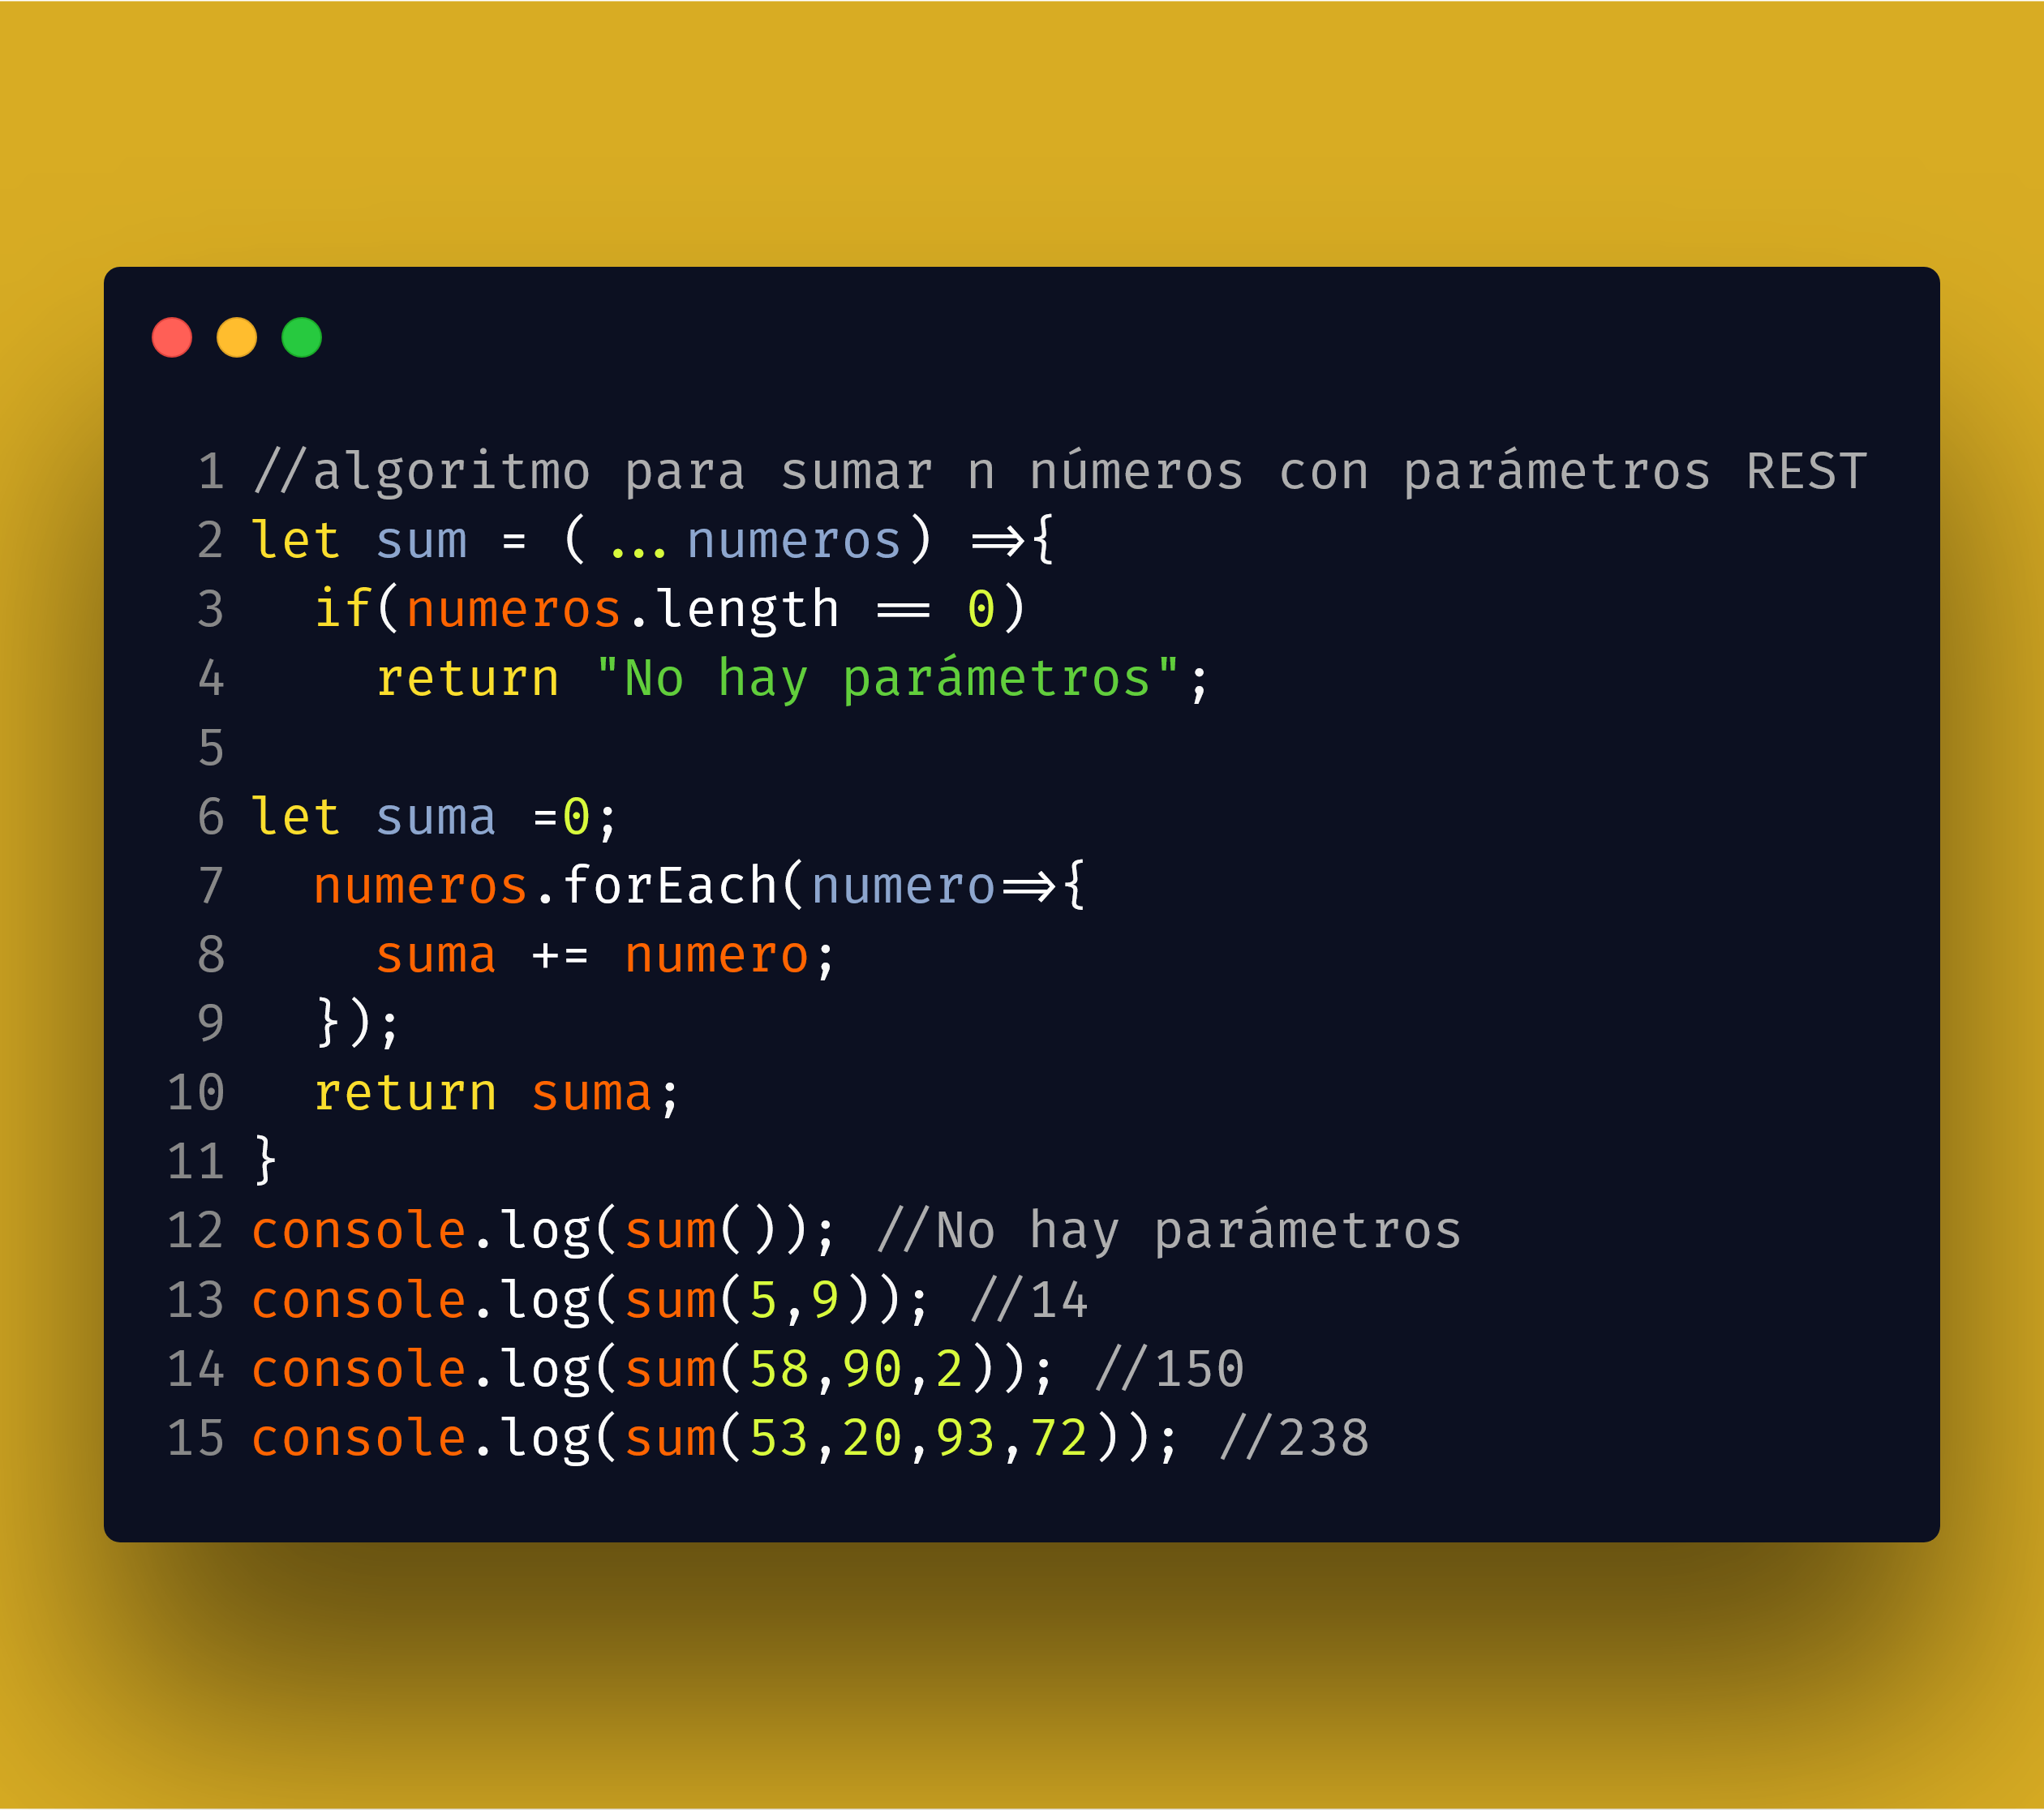 1 //algoritmo para sumar n números con parámetros REST
2 let sum = (...numeros) =>{
3   if(numeros.length == 0)
4     return "No hay parámetros";
5
6 let suma =0;
7   numeros.forEach(numero=>{
8     suma += numero;
9   });
10   return suma;
11 }
12 console.log(sum()); //No hay parámetros
13 console.log(sum(5,9)); //14
14 console.log(sum(58,90,2)); //150
15 console.log(sum(53,20,93,72)); //238